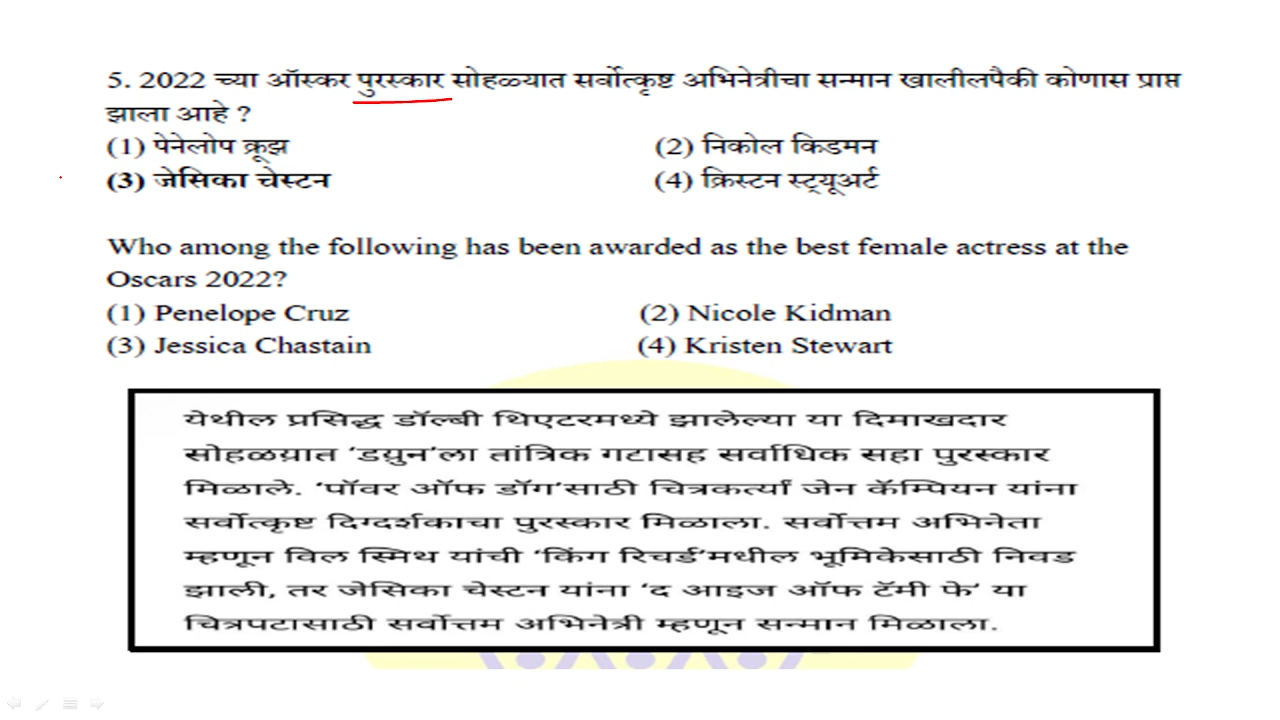 5. 2022 च्या ऑस्कर पुरस्कार सोहळ्यात सर्वोत्कृष्ट अभिनेत्रीचा सन्मान खालीलपैकी कोणास प्राप्त
झाला आहे ?
(1) पेनेलोप क्रूझ (2) निकोल किडमन
(3) जेसिका चेस्टन (4) क्रिस्टन स्ट्यूअर्ट
Who among the following has been awarded as the best female actress at the
Oscars 2022?
(1) Penelope Cruz (2) Nicole Kidman
(3) Jessica Chastain (4) Kristen Stewart
येथील प्रसिद्ध डॉल्बी थिएटरमध्ये झालेल्या या दिमाखदार
सोहळय़ात ‘डय़ुन’ला तांत्रिक गटासह सर्वाधिक सहा पुरस्कार
मिळाले. ‘पॉवर ऑफ डॉग’साठी चित्रकर्त्यां जेन कॅम्पियन यांना
सर्वोत्कृष्ट दिग्दर्शकाचा पुरस्कार मिळाला. सर्वोत्तम अभिनेता
म्हणून विल स्मिथ यांची ‘किंग रिचर्ड’मधील भूमिकेसाठी निवड
झाली, तर जेसिका चेस्टन यांना ‘द आइज ऑफ टॅमी फे’ या
चित्रपटासाठी सर्वोत्तम अभिनेत्री म्हणून सन्मान मिळाला.